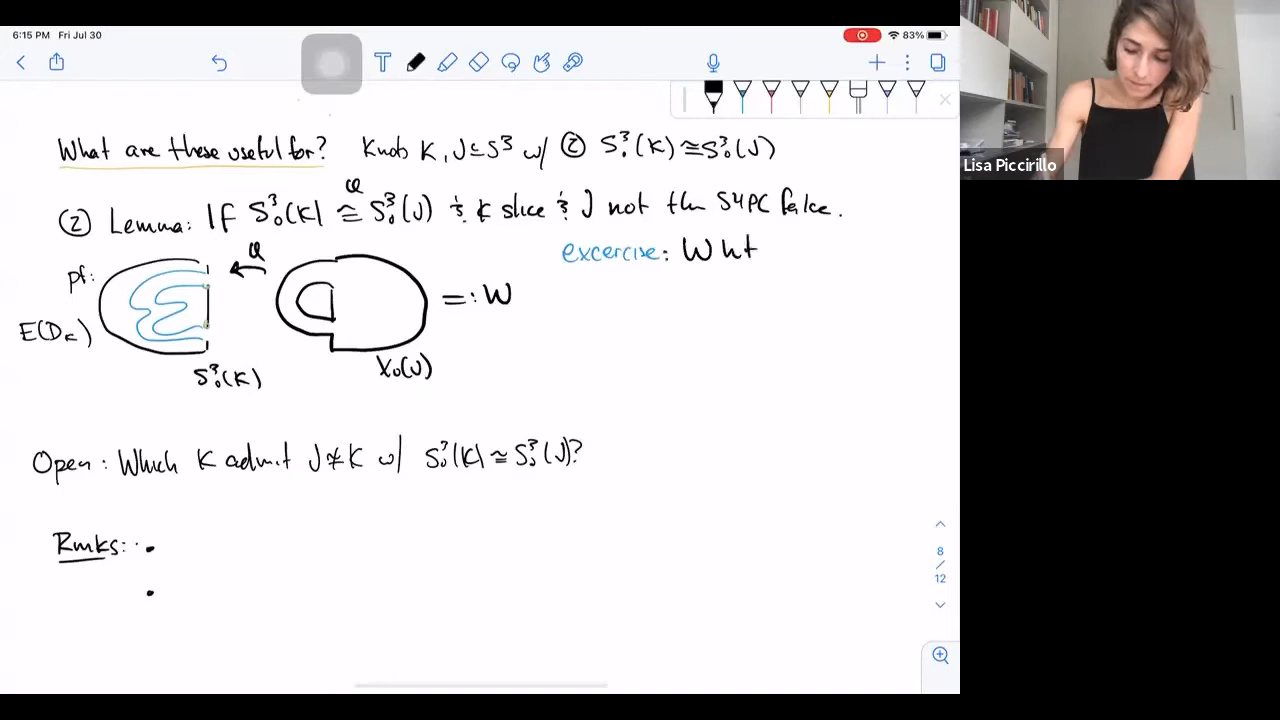 6:15 PM Fri Jul 30
83%
Lisa Piccirillo
What are these useful for? Knots K, J ⊆ S³ w/ ② S³₀(K) ≅ S³₀(J)
② Lemma: If S³₀(K) ≅ S³₀(J) & K slice & J not then S4PC false.
φ
excercise: W ht
pf:
φ
E(D_K)
=: W
S³₀(K)
X₀(J)
Open: Which K admit J ≠ K w/ S³₀(K) ≅ S³₀(J)?
Rmks: •
•
8
/
12